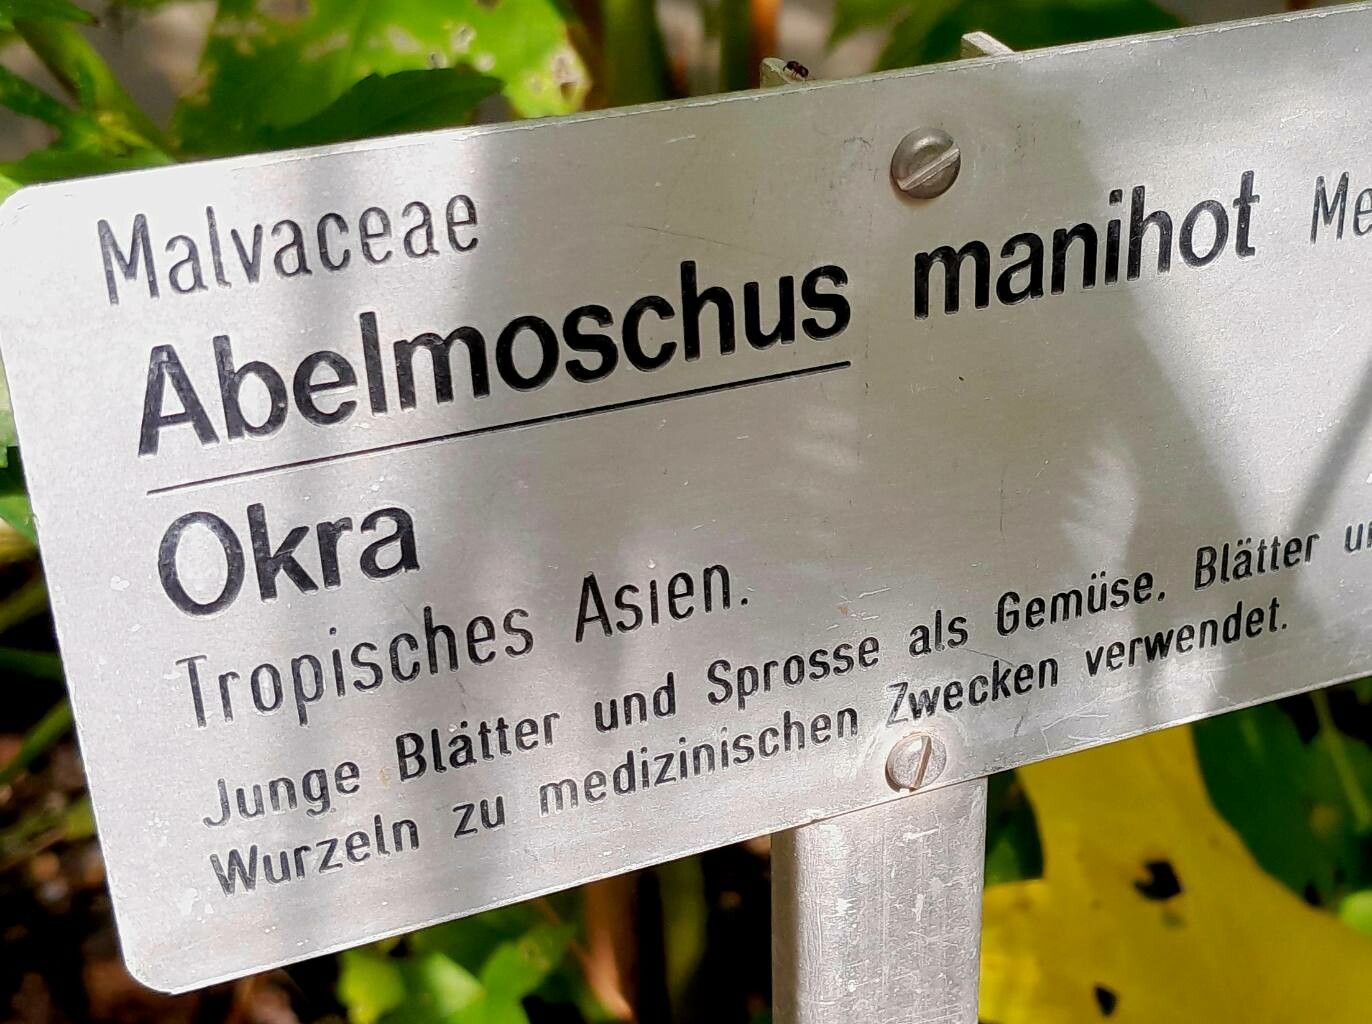 Malvaceae
Abelmoschus manihot Me
Okra
Tropisches Asien.
Junge Blätter und Sprosse als Gemüse. Blätter
Wurzeln zu medizinischen Zwecken verwendet.